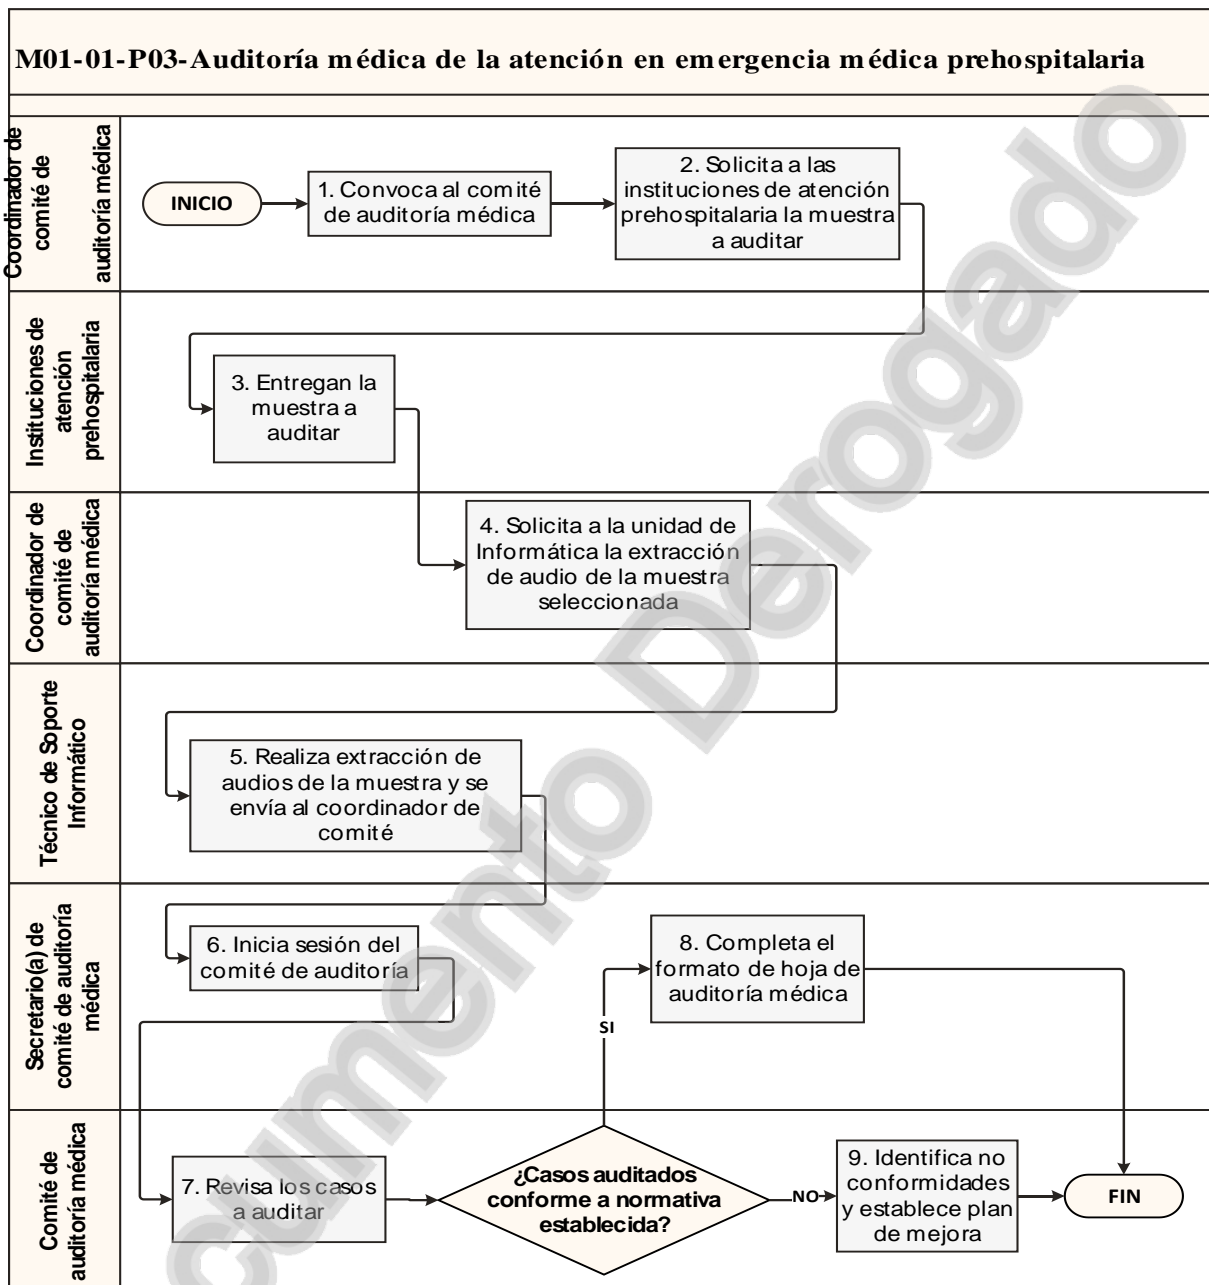 M01-01-P03-Auditoría médica de la atención en emergencia médica prehospitalaria
Coordinador de
comité de
auditoría médica
INICIO
1. Convoca al comité
de auditoría médica
2. Solicita a las
instituciones de atención
prehospitalaria la muestra
a auditar
Instituciones de
atención
prehospitalaria
3. Entregan la
muestra a
auditar
Coordinador de
comité de
auditoría médica
4. Solicita a la unidad de
Informática la extracción
de audio de la muestra
seleccionada
Técnico de Soporte
Informático
5. Realiza extracción de
audios de la muestra y se
envía al coordinador de
comité
Secretario(a) de
comité de auditoría
médica
6. Inicia sesión del
comité de auditoría
8. Completa el
formato de hoja de
auditoría médica
SI
Comité de
auditoría médica
7. Revisa los casos
a auditar
¿Casos auditados
conforme a normativa
establecida?
NO
9. Identifica no
conformidades
y establece plan
de mejora
FIN
cumento Derogado